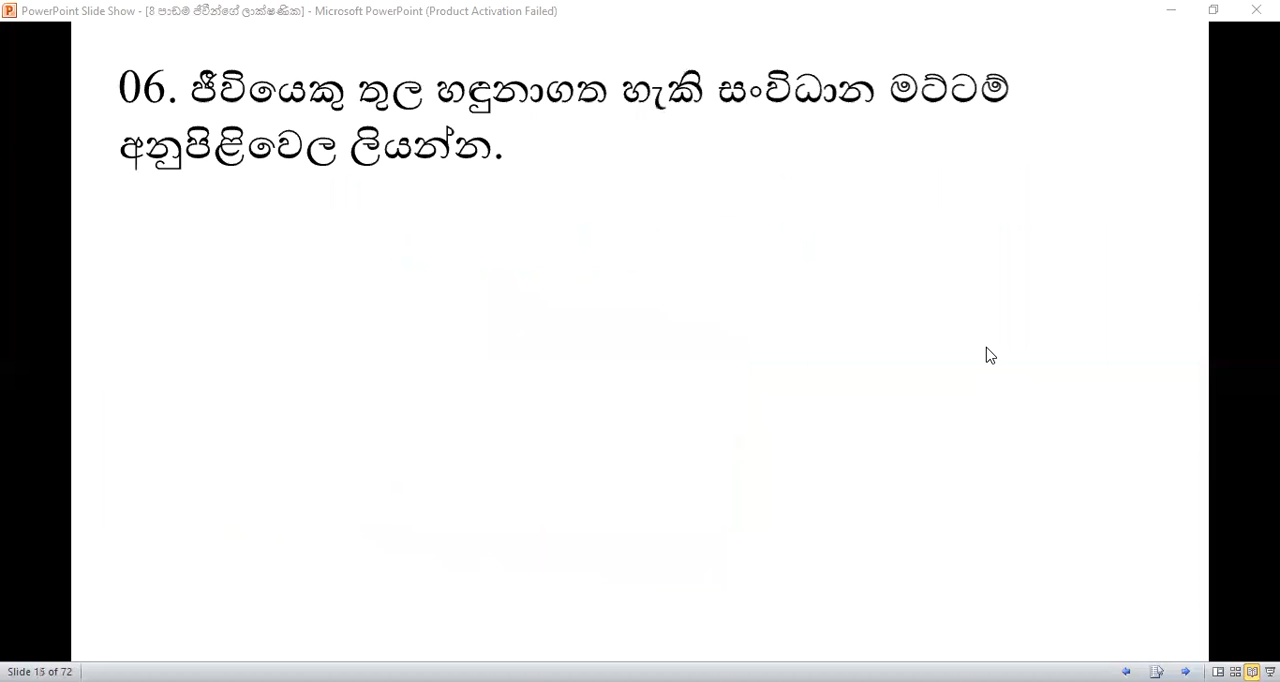 PowerPoint Slide Show - [8 පාඩම ජීවීන්ගේ ලාක්ෂණික] - Microsoft PowerPoint (Product Activation Failed)
06. ජීවියෙකු තුල හඳුනාගත හැකි සංවිධාන මට්ටම්
අනුපිළිවෙල ලියන්න.
Slide 15 of 72